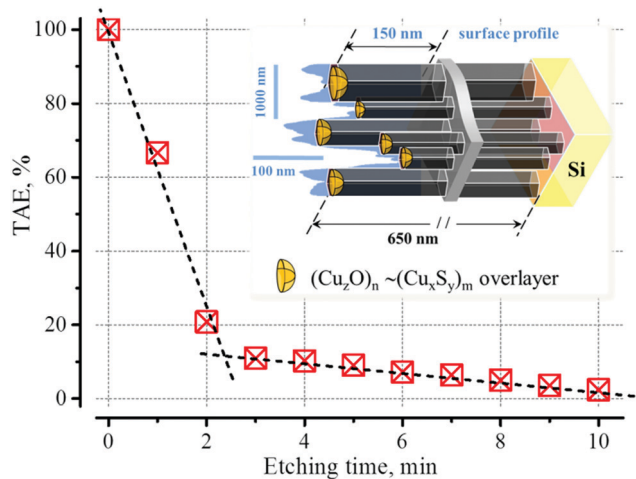 100
80
60
40
20
0
TAE, %
0
2
4
6
8
10
Etching time, min
150 nm
surface profile
1000 nm
100 nm
Si
650 nm
(CuzO)n ~(CuxSy)m overlayer